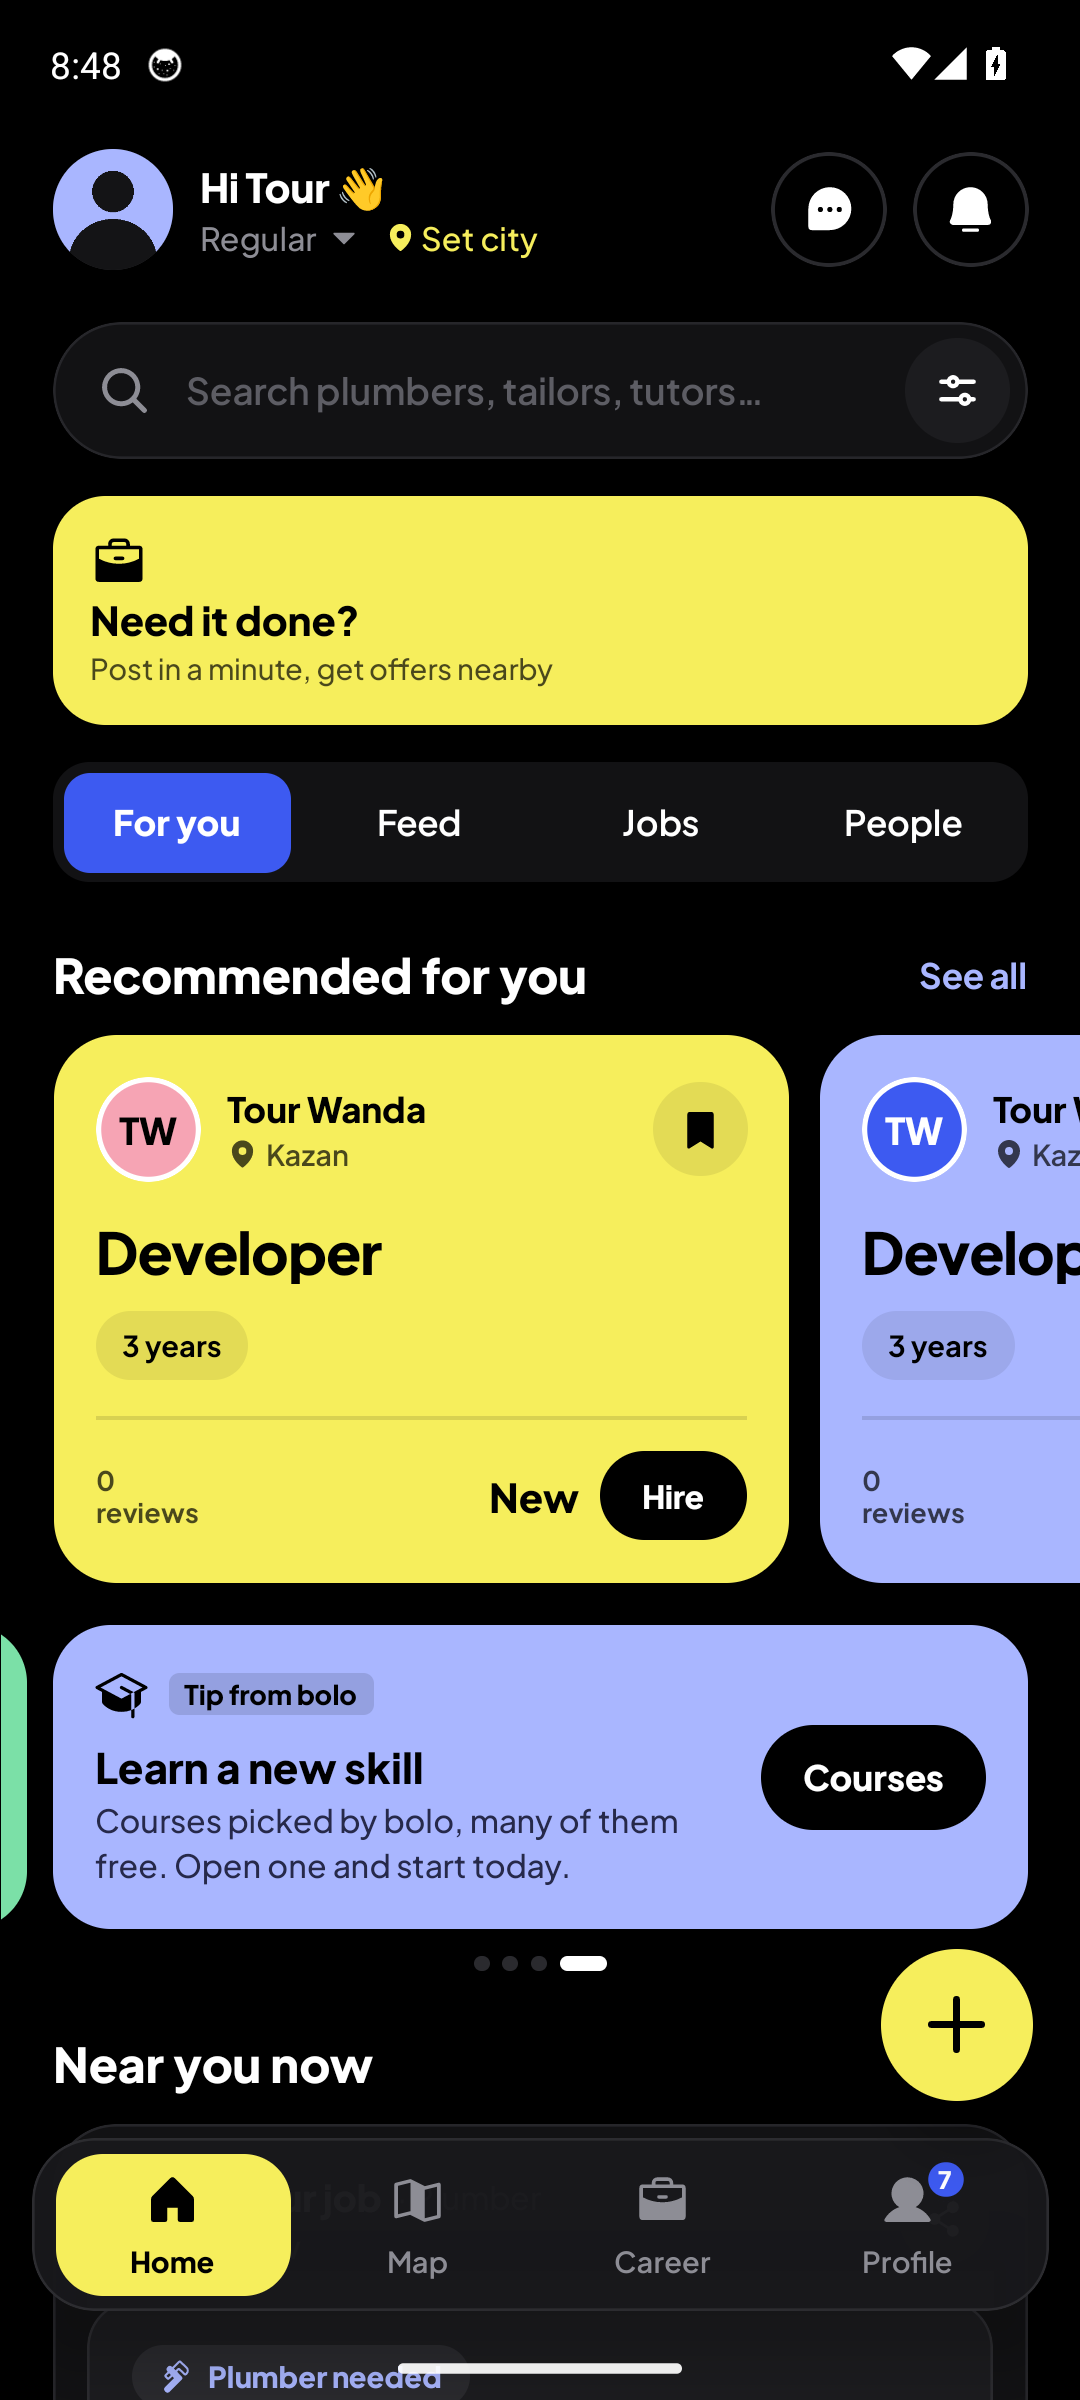 8:48
Hi Tour 👋
Regular
Set city
Search plumbers, tailors, tutors...
Need it done?
Post in a minute, get offers nearby
For you
Feed
Jobs
People
Recommended for you
See all
TW
Tour Wanda
Kazan
Developer
3 years
0
reviews
New
Hire
TW
Tour
3 years
0
reviews
Tip from bolo
Learn a new skill
Courses picked by bolo, many of them
free. Open one and start today.
Courses
Near you now
Home
Map
Career
Profile
7
Plumber needed